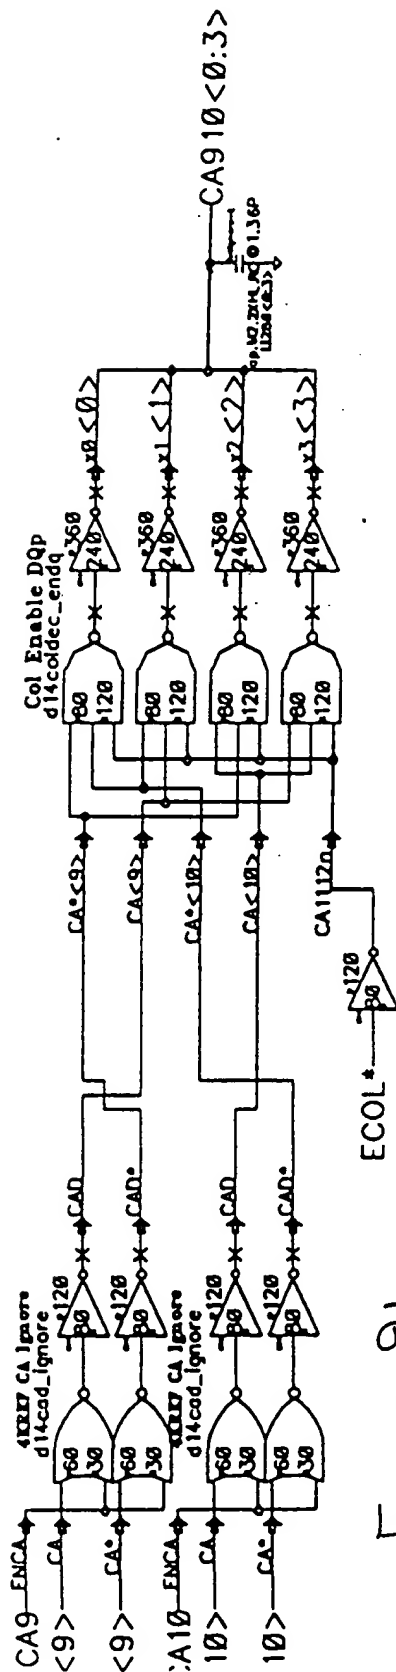 CA9
ENCA
<9>
CA
<9>
CA*
CA10
ENCA
10>
CA
10>
CA*
CA Ignore
d14cad_ignore
60
30
60
30
120
80
120
80
CAD
CAD*
CA Ignore
d14cad_ignore
60
30
60
30
120
80
120
80
CAD
CAD*
CA*<9>
CA<9>
CA*<10>
CA<10>
ECOL*
120
80
CA1112n
Col Enable DQp
d14coldec_endq
80
120
80
120
80
120
80
120
360
240
360
240
360
240
360
240
x0
<0>
x1
<1>
x2
<2>
x3
<3>
@1.36P
CA910<0:3>